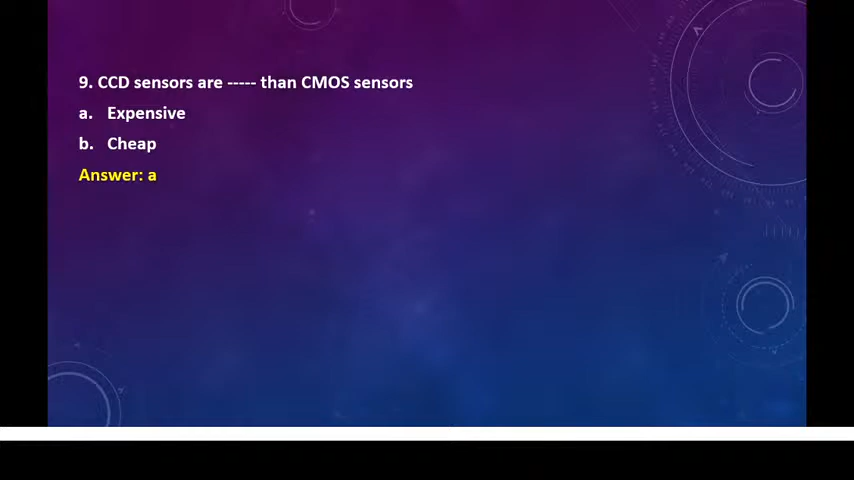 9. CCD sensors are ----- than CMOS sensors
a. Expensive
b. Cheap
Answer: a